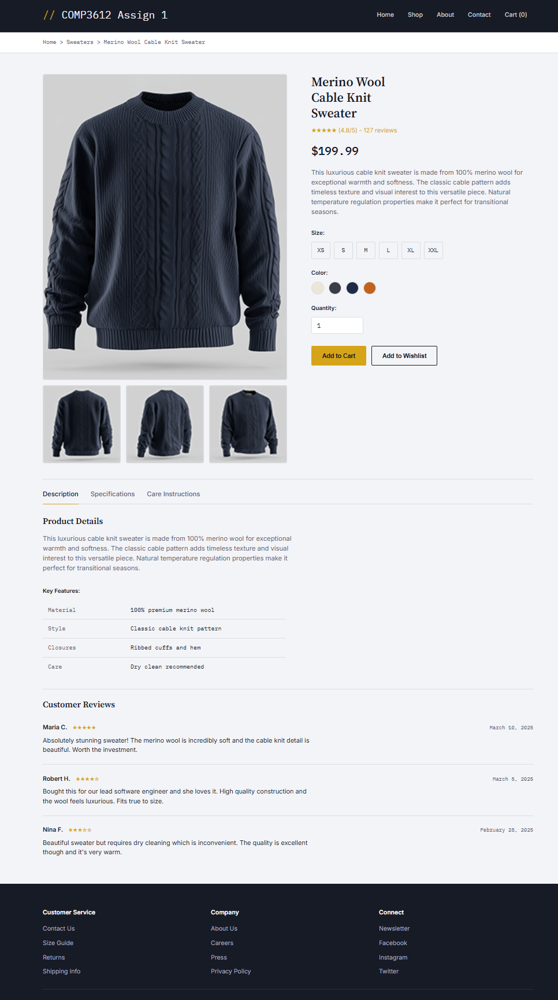 // COMP3612 Assign 1
Home Shop About Contact Cart (0)
Home > Sweaters > Merino Wool Cable Knit Sweater
Merino Wool
Cable Knit
Sweater
★★★★★ (4.8/5) - 127 reviews
$199.99
This luxurious cable knit sweater is made from 100% merino wool for
exceptional warmth and softness. The classic cable pattern adds
timeless texture and visual interest to this versatile piece. Natural
temperature regulation properties make it perfect for transitional
seasons.
Size:
XS S M L XL XXL
Color:
Quantity:
1
Add to Cart Add to Wishlist
Description Specifications Care Instructions
Product Details
This luxurious cable knit sweater is made from 100% merino wool for exceptional
warmth and softness. The classic cable pattern adds timeless texture and visual
interest to this versatile piece. Natural temperature regulation properties make it
perfect for transitional seasons.
Key Features:
Material 100% premium merino wool
Style Classic cable knit pattern
Closures Ribbed cuffs and hem
Care Dry clean recommended
Customer Reviews
Maria C. ★★★★★ March 10, 2025
Absolutely stunning sweater! The merino wool is incredibly soft and the cable knit detail is
beautiful. Worth the investment.
Robert H. ★★★★☆ March 5, 2025
Bought this for our lead software engineer and she loves it. High quality construction and
the wool feels luxurious. Fits true to size.
Nina F. ★★★☆☆ February 28, 2025
Beautiful sweater but requires dry cleaning which is inconvenient. The quality is excellent
though and it's very warm.
Customer Service Company Connect
Contact Us About Us Newsletter
Size Guide Careers Facebook
Returns Press Instagram
Shipping Info Privacy Policy Twitter